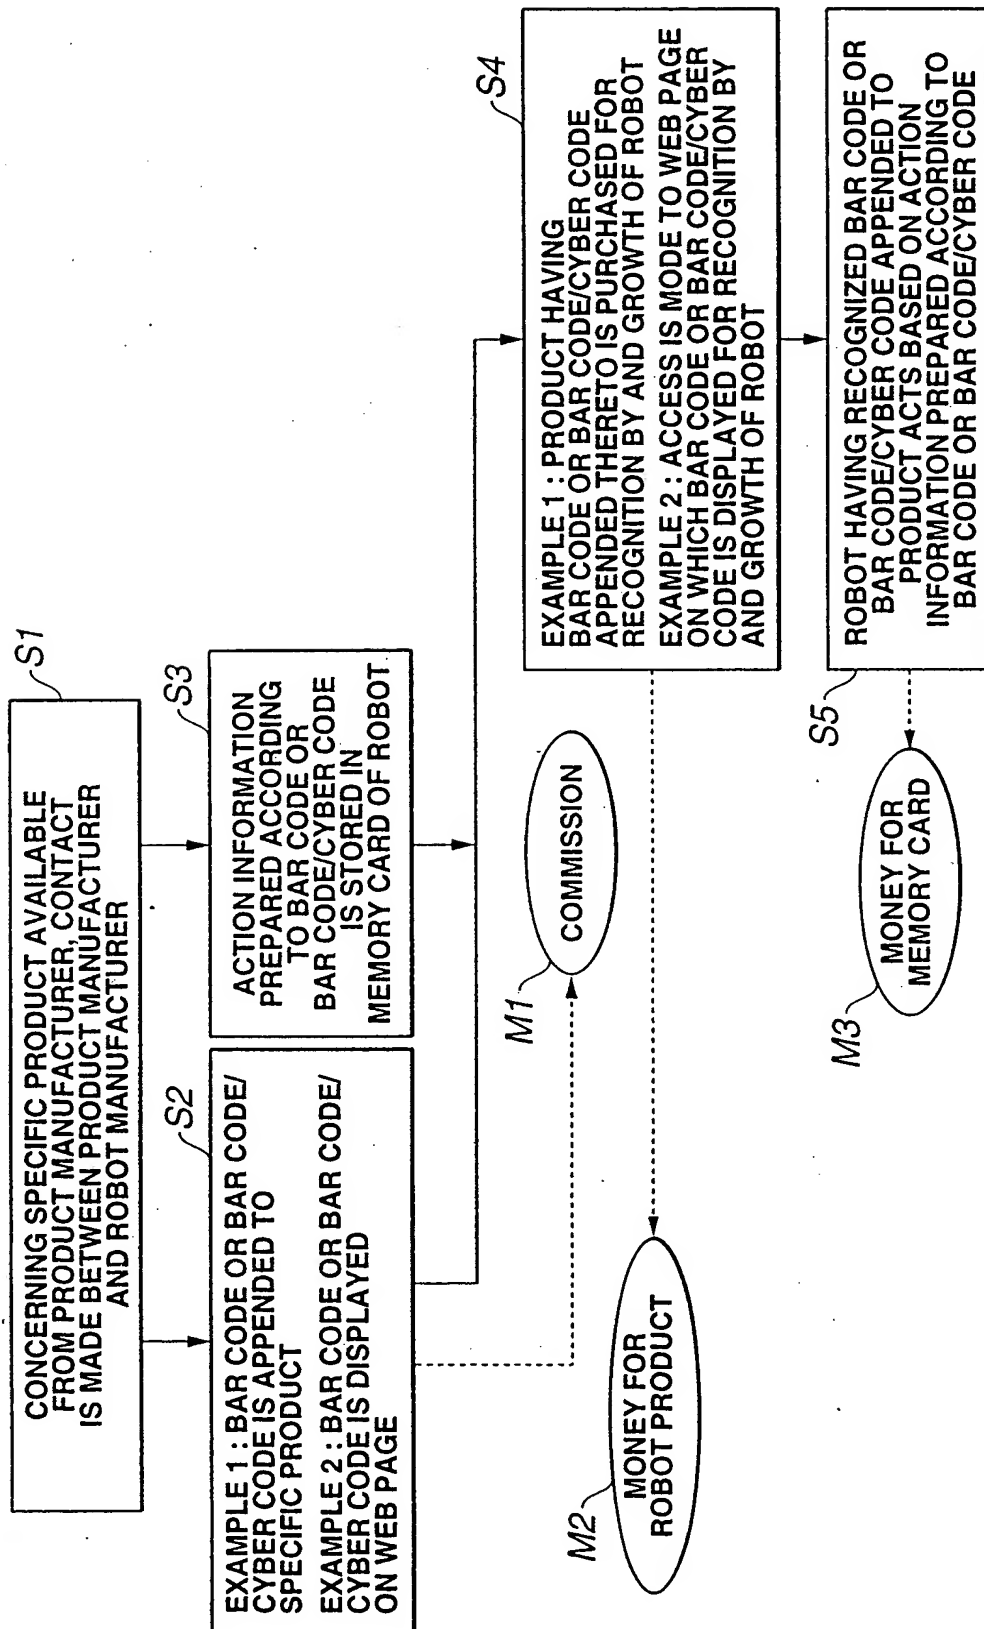 S1
CONCERNING SPECIFIC PRODUCT AVAILABLE
FROM PRODUCT MANUFACTURER, CONTACT
IS MADE BETWEEN PRODUCT MANUFACTURER
AND ROBOT MANUFACTURER
S2
EXAMPLE 1 : BAR CODE OR BAR CODE/
CYBER CODE IS APPENDED TO
SPECIFIC PRODUCT
EXAMPLE 2 : BAR CODE OR BAR CODE/
CYBER CODE IS DISPLAYED
ON WEB PAGE
S3
ACTION INFORMATION
PREPARED ACCORDING
TO BAR CODE OR
BAR CODE/CYBER CODE
IS STORED IN
MEMORY CARD OF ROBOT
M1
COMMISSION
S4
EXAMPLE 1 : PRODUCT HAVING
BAR CODE OR BAR CODE/CYBER CODE
APPENDED THERETO IS PURCHASED FOR
RECOGNITION BY AND GROWTH OF ROBOT
EXAMPLE 2 : ACCESS IS MODE TO WEB PAGE
ON WHICH BAR CODE OR BAR CODE/CYBER
CODE IS DISPLAYED FOR RECOGNITION BY
AND GROWTH OF ROBOT
M2
MONEY FOR
ROBOT PRODUCT
S5
ROBOT HAVING RECOGNIZED BAR CODE OR
BAR CODE/CYBER CODE APPENDED TO
PRODUCT ACTS BASED ON ACTION
INFORMATION PREPARED ACCORDING TO
BAR CODE OR BAR CODE/CYBER CODE
M3
MONEY FOR
MEMORY CARD